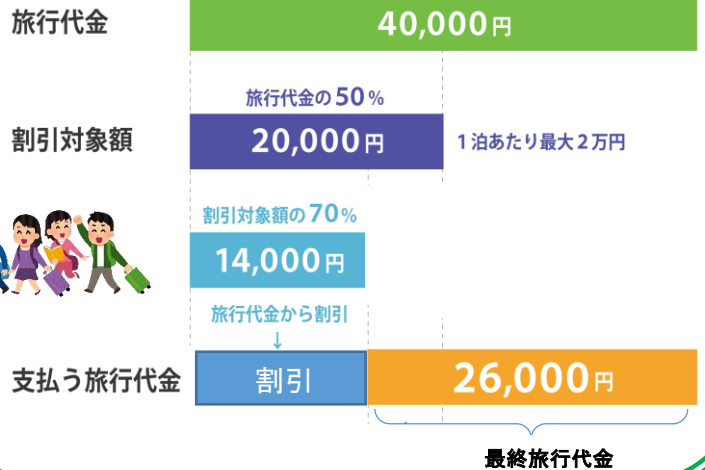 旅行代金
40,000円
旅行代金の50%
割引対象額
20,000円
1泊あたり最大2万円
割引対象額の70%
14,000円
旅行代金から割引
↓
支払う旅行代金
割引
26,000円
最終旅行代金